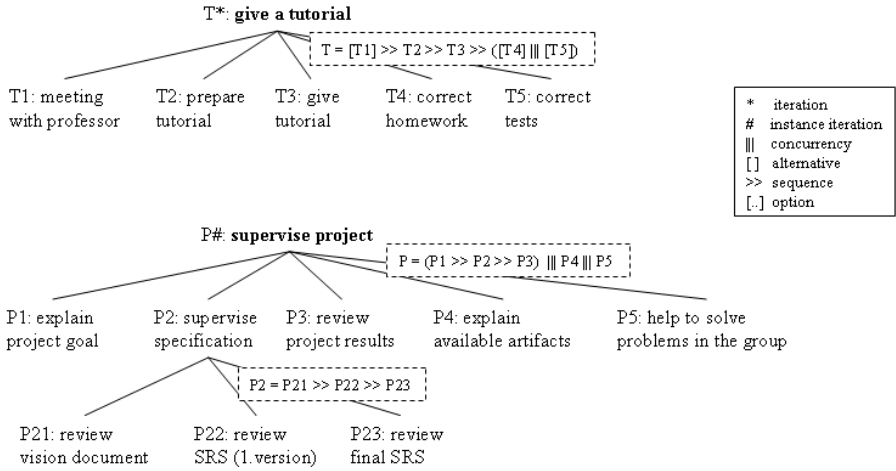 T*: give a tutorial
T = [T1] >> T2 >> T3 >> ([T4] ||| [T5])
T1: meeting
with professor
T2: prepare
tutorial
T3: give
tutorial
T4: correct
homework
T5: correct
tests
* iteration
# instance iteration
||| concurrency
[ ] alternative
>> sequence
[..] option
P#: supervise project
P = (P1 >> P2 >> P3) ||| P4 ||| P5
P1: explain
project goal
P2: supervise
specification
P3: review
project results
P4: explain
available artifacts
P5: help to solve
problems in the group
P2 = P21 >> P22 >> P23
P21: review
vision document
P22: review
SRS (1.version)
P23: review
final SRS